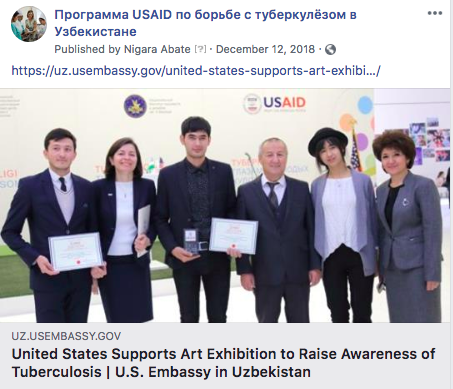 Программа USAID по борьбе с туберкулёзом в
Узбекистане
Published by Nigara Abate [?] · December 12, 2018 ·
https://uz.usembassy.gov/united-states-supports-art-exhibi.../
USAID
UZ.USEMBASSY.GOV
United States Supports Art Exhibition to Raise Awareness of
Tuberculosis | U.S. Embassy in Uzbekistan